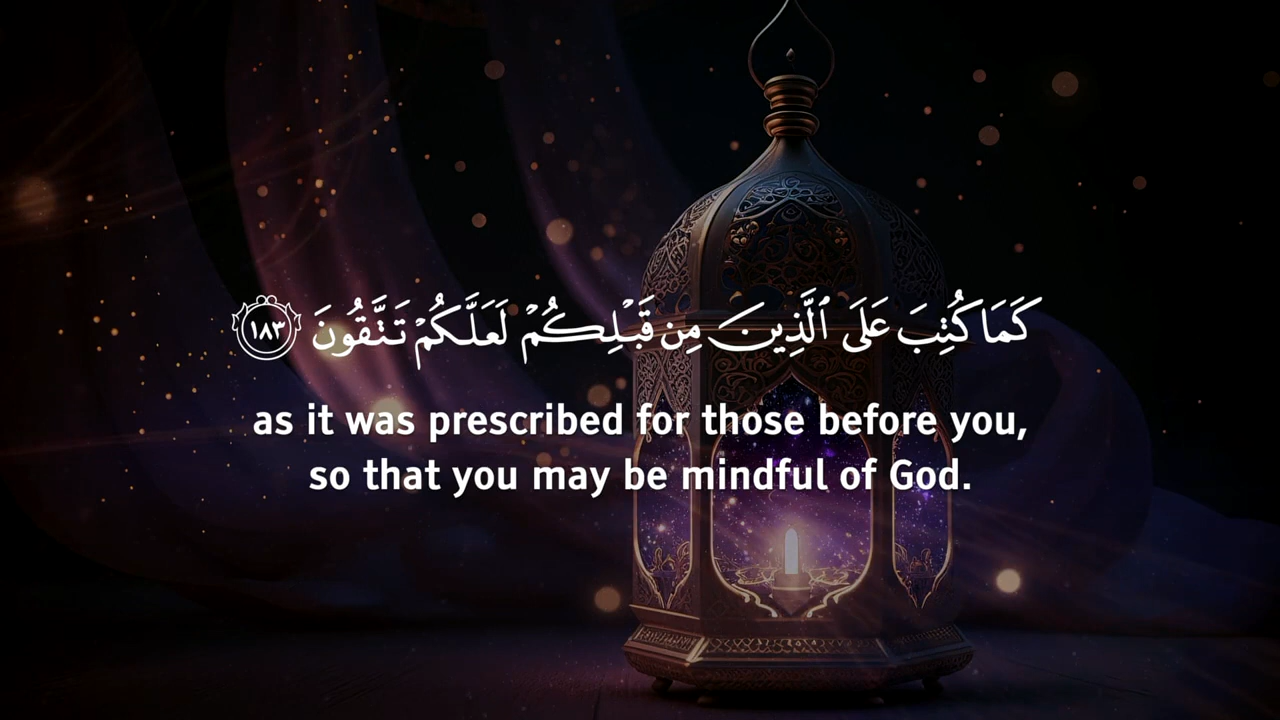 كَمَا كُتِبَ عَلَى ٱلَّذِينَ مِن قَبْلِكُمْ لَعَلَّكُمْ تَتَّقُونَ ١٨٣
as it was prescribed for those before you,
so that you may be mindful of God.